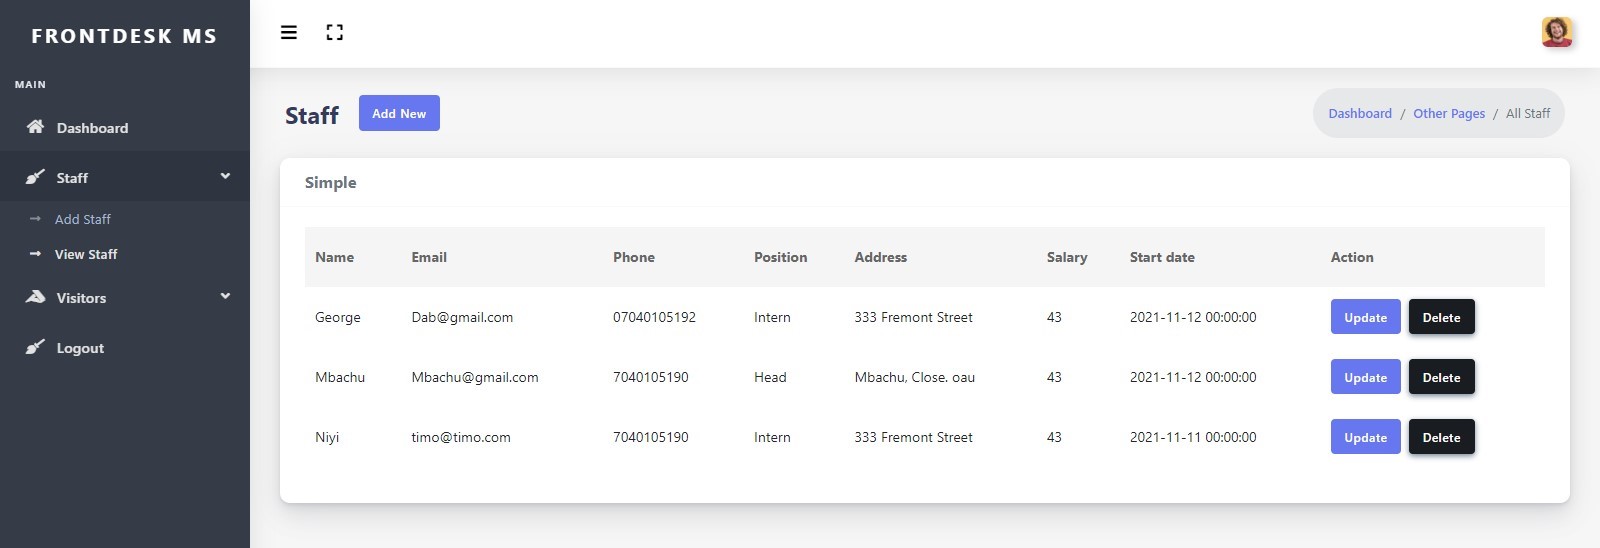 FRONTDESK MS
MAIN
Dashboard
Staff
Add Staff
View Staff
Visitors
Logout
Staff Add New
Dashboard / Other Pages / All Staff
Simple
Name Email Phone Position Address Salary Start date Action
George Dab@gmail.com 07040105192 Intern 333 Fremont Street 43 2021-11-12 00:00:00 Update Delete
Mbachu Mbachu@gmail.com 7040105190 Head Mbachu, Close. oau 43 2021-11-12 00:00:00 Update Delete
Niyi timo@timo.com 7040105190 Intern 333 Fremont Street 43 2021-11-11 00:00:00 Update Delete